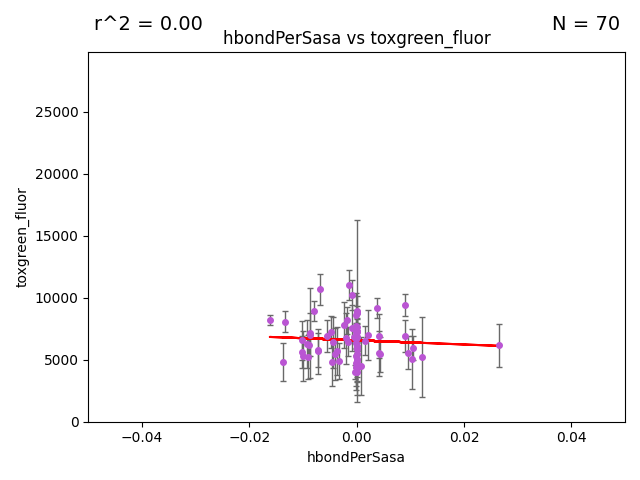 r^2 = 0.00
N = 70
hbondPerSasa vs toxgreen_fluor
25000
20000
15000
10000
5000
0
toxgreen_fluor
−0.04
−0.02
0.00
0.02
0.04
hbondPerSasa